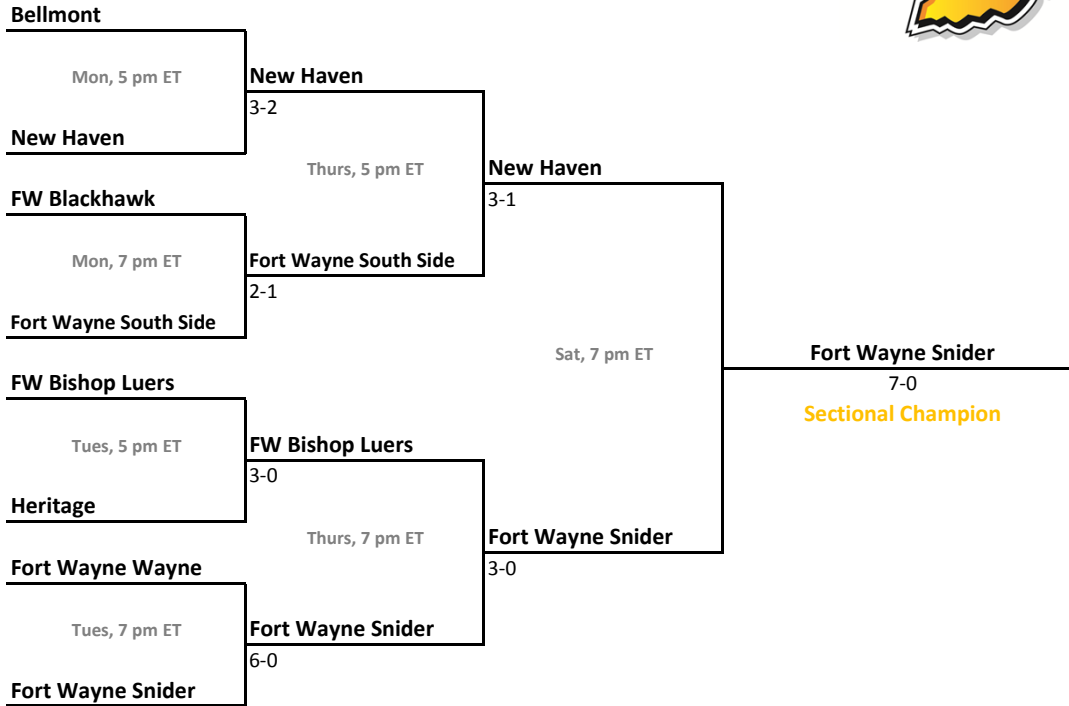 Bellmont
Mon, 5 pm ET
New Haven
3-2
New Haven
Thurs, 5 pm ET
New Haven
3-1
FW Blackhawk
Mon, 7 pm ET
Fort Wayne South Side
2-1
Fort Wayne South Side
Sat, 7 pm ET
Fort Wayne Snider
7-0
Sectional Champion
FW Bishop Luers
Tues, 5 pm ET
FW Bishop Luers
3-0
Heritage
Thurs, 7 pm ET
Fort Wayne Snider
3-0
Fort Wayne Wayne
Tues, 7 pm ET
Fort Wayne Snider
6-0
Fort Wayne Snider